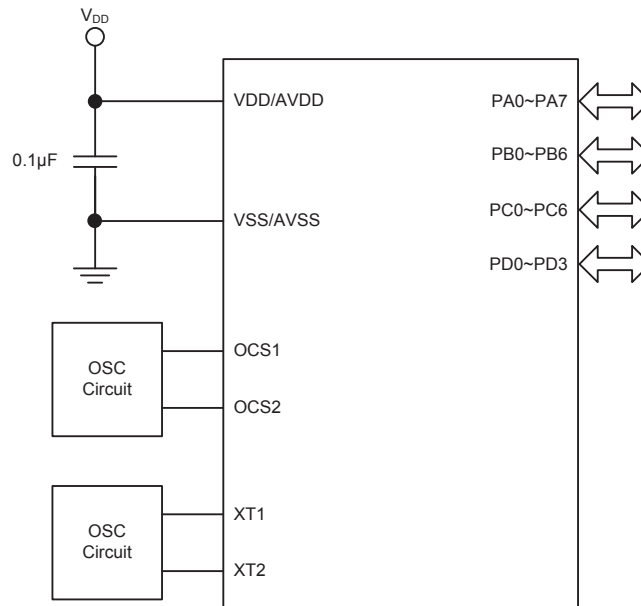 VDD
VDD/AVDD
PA0~PA7
0.1µF
PB0~PB6
PC0~PC6
VSS/AVSS
PD0~PD3
OSC
Circuit
OCS1
OCS2
OSC
Circuit
XT1
XT2